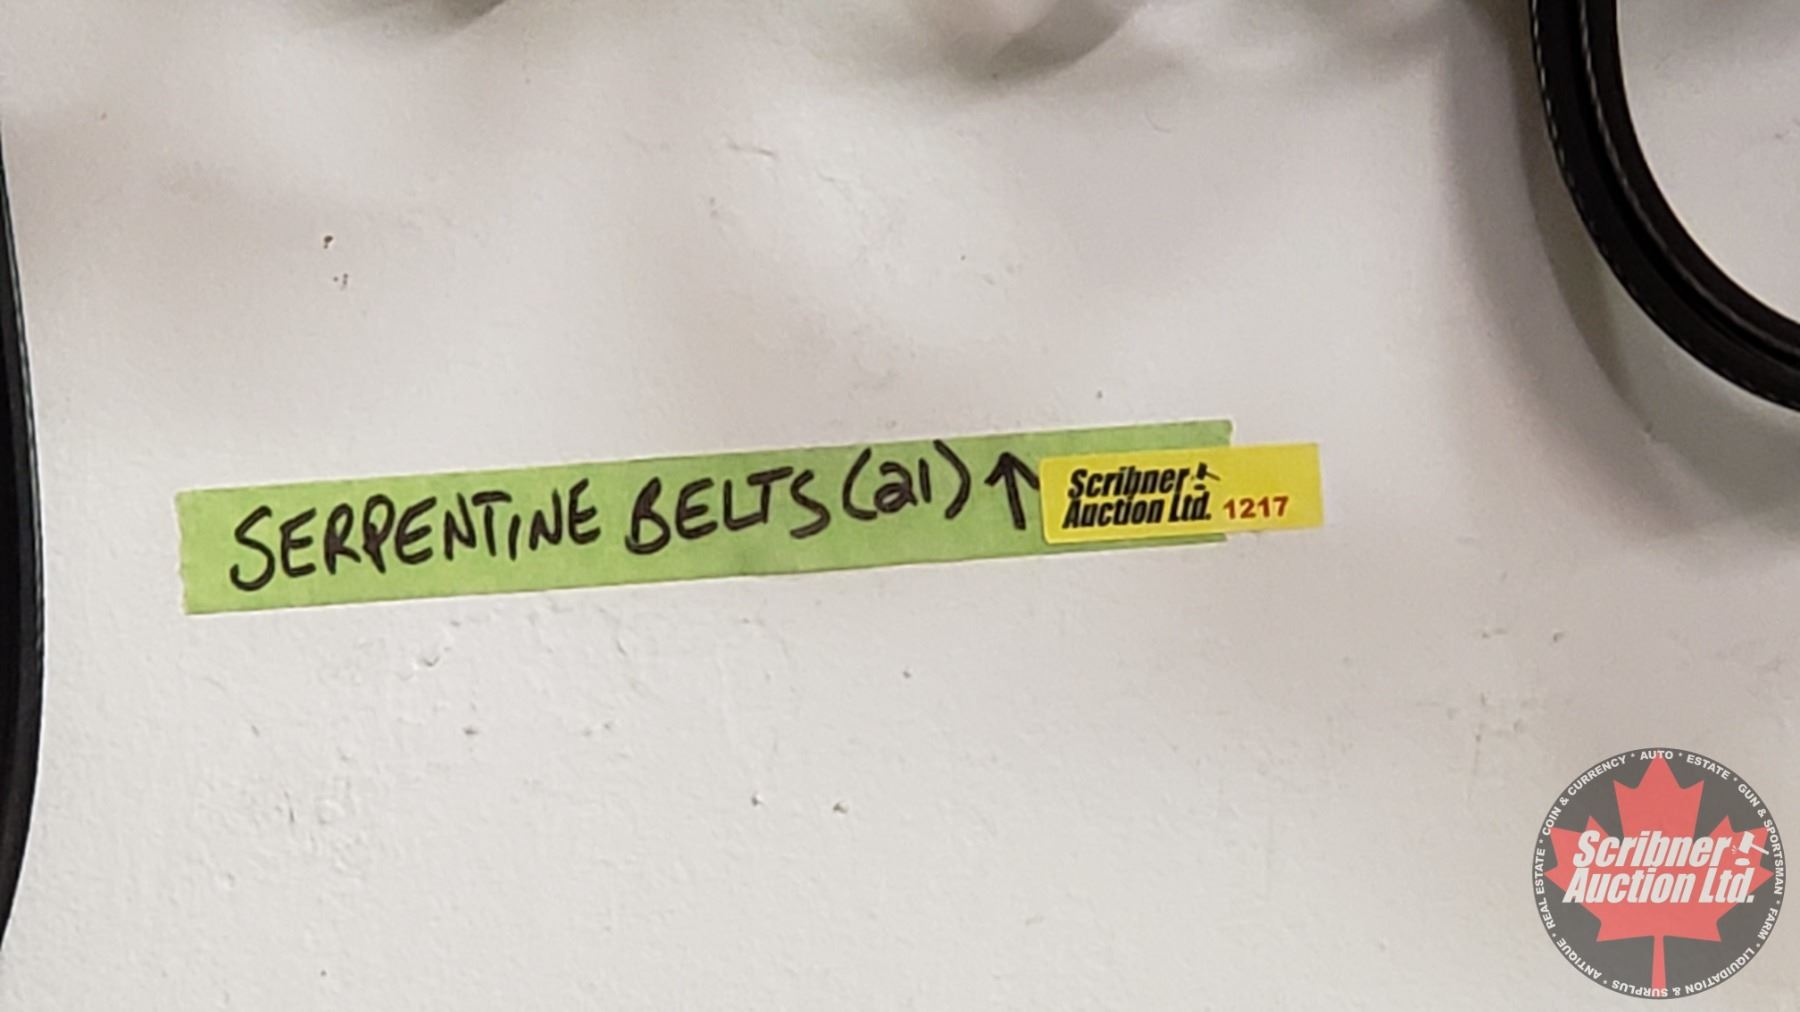 SERPENTINE BELTS (21) ↑
Scribner
Auction Ltd. 1217
COIN & CURRENCY * AUTO * ESTATE * GUN & SPORTSMAN * FARM * LIQUIDATION & SURPLUS * ANTIQUE * REAL ESTATE *
Scribner
Auction Ltd.